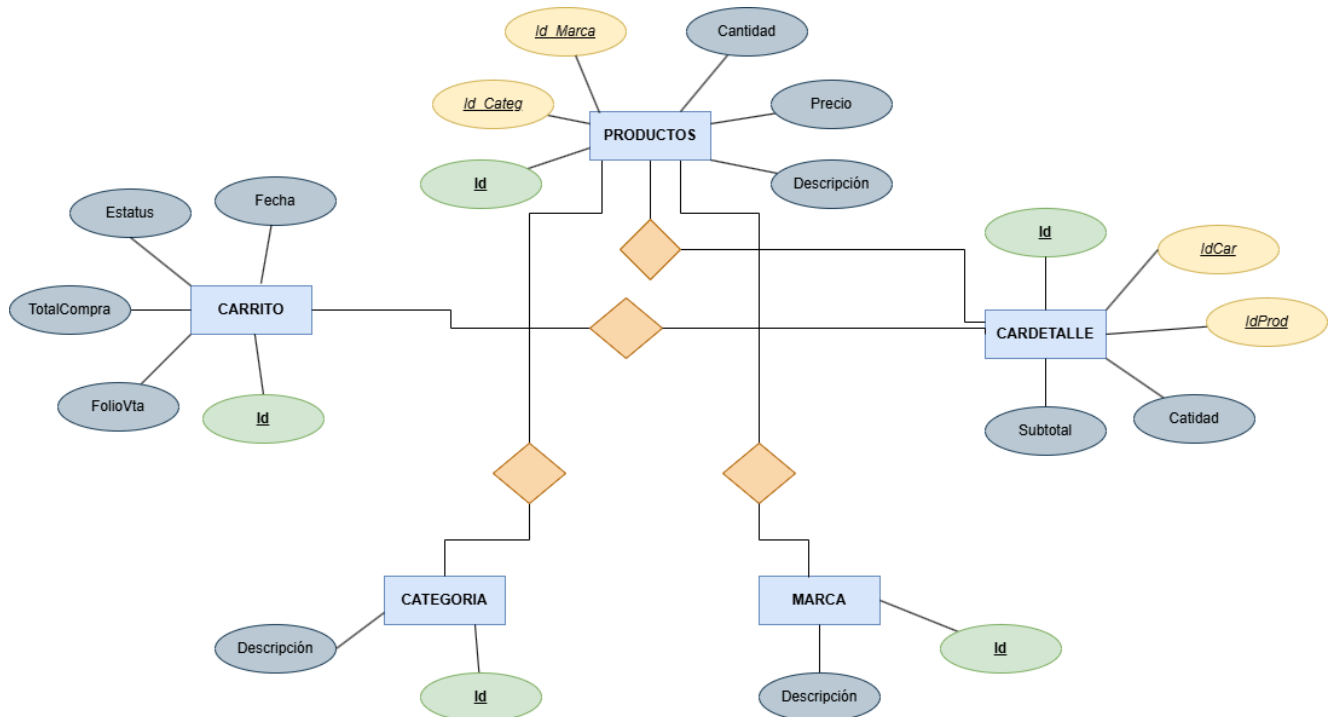 Id_Marca
Cantidad
Id_Categ
Precio
PRODUCTOS
Id
Descripción
Estatus
Fecha
TotalCompra
CARRITO
FolioVta
Id
Id
IdCar
IdProd
CARDETALLE
Subtotal
Catidad
CATEGORIA
Descripción
Id
MARCA
Id
Descripción